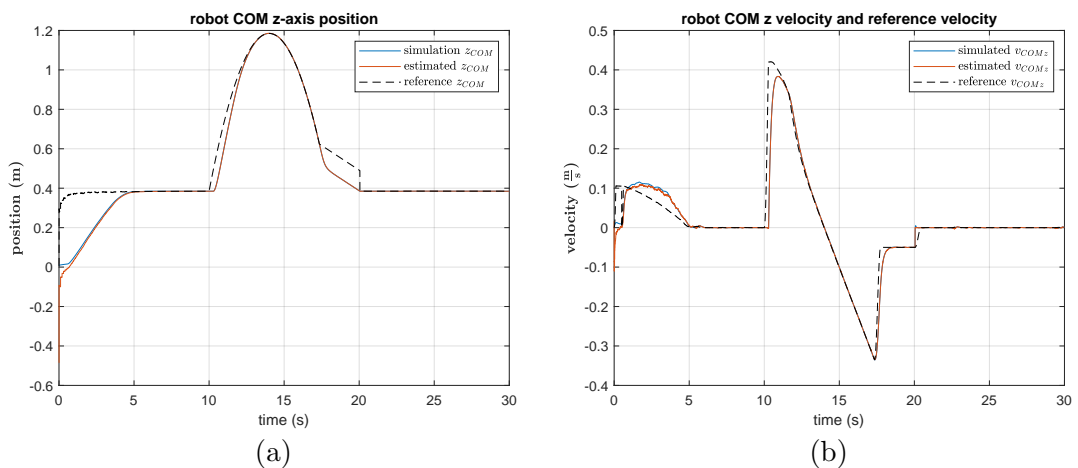 robot COM z-axis position
1.2
1
0.8
0.6
0.4
0.2
0
-0.2
-0.4
-0.6
position (m)
simulation z_COM
estimated z_COM
reference z_COM
0 5 10 15 20 25 30
time (s)
(a)
robot COM z velocity and reference velocity
0.5
0.4
0.3
0.2
0.1
0
-0.1
-0.2
-0.3
-0.4
velocity (m/s)
simulated v_COMz
estimated v_COMz
reference v_COMz
0 5 10 15 20 25 30
time (s)
(b)